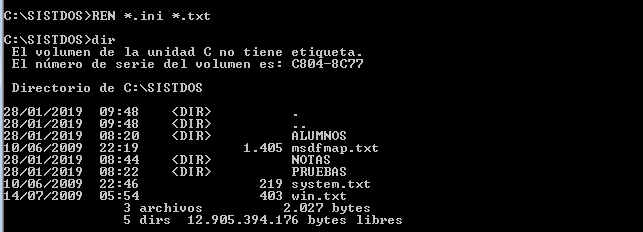 C:\SISTDOS>REN *.ini *.txt
C:\SISTDOS>dir
 El volumen de la unidad C no tiene etiqueta.
 El número de serie del volumen es: C804-8C77
 Directorio de C:\SISTDOS
28/01/2019  09:48    <DIR>          .
28/01/2019  09:48    <DIR>          ..
28/01/2019  08:20    <DIR>          ALUMNOS
10/06/2009  22:19             1.405 msdfmap.txt
28/01/2019  08:44    <DIR>          NOTAS
28/01/2019  08:22    <DIR>          PRUEBAS
10/06/2009  22:46               219 system.txt
14/07/2009  05:54               403 win.txt
               3 archivos          2.027 bytes
               5 dirs  12.905.394.176 bytes libres